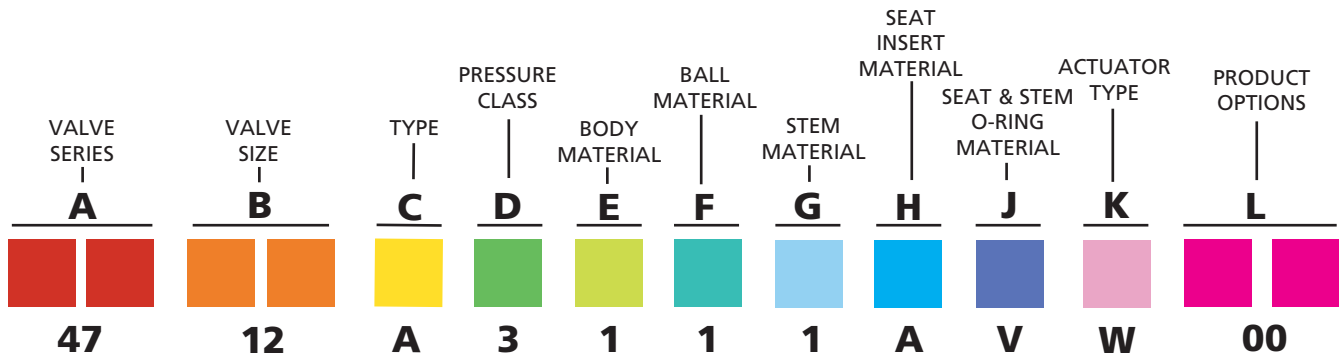 SEAT
INSERT
MATERIAL
PRESSURE
CLASS
BALL
MATERIAL
ACTUATOR
TYPE
PRODUCT
OPTIONS
SEAT & STEM
O-RING
MATERIAL
VALVE
SERIES
VALVE
SIZE
TYPE
BODY
MATERIAL
STEM
MATERIAL
A B C D E F G H J K L
47 12 A 3 1 1 1 A V W 00